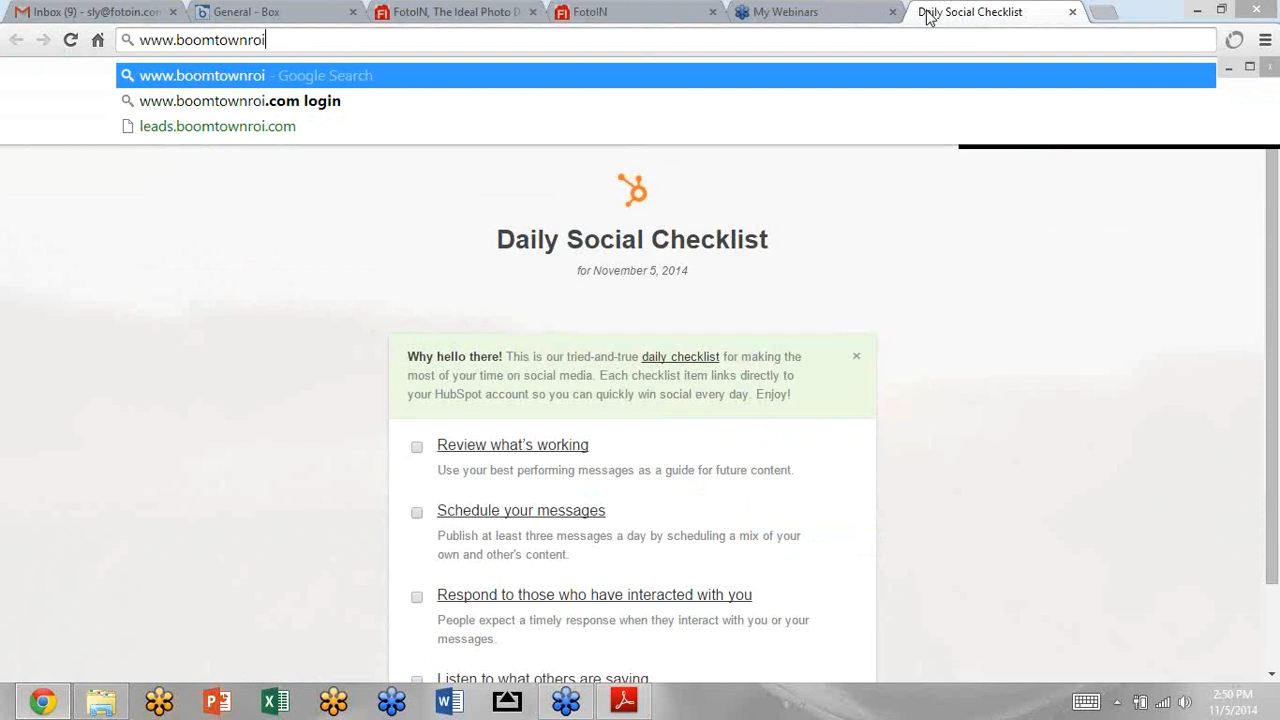 Inbox (9) - sly@fotoin.com
General - Box
FotoIN, The Ideal Photo D
FotoIN
My Webinars
Daily Social Checklist
www.boomtownroi
www.boomtownroi - Google Search
www.boomtownroi.com login
leads.boomtownroi.com
Daily Social Checklist
for November 5, 2014
Why hello there! This is our tried-and-true daily checklist for making the
most of your time on social media. Each checklist item links directly to
your HubSpot account so you can quickly win social every day. Enjoy!
Review what's working
Use your best performing messages as a guide for future content.
Schedule your messages
Publish at least three messages a day by scheduling a mix of your
own and other's content.
Respond to those who have interacted with you
People expect a timely response when they interact with you or your
messages.
Listen to what others are saying
2:50 PM
11/5/2014